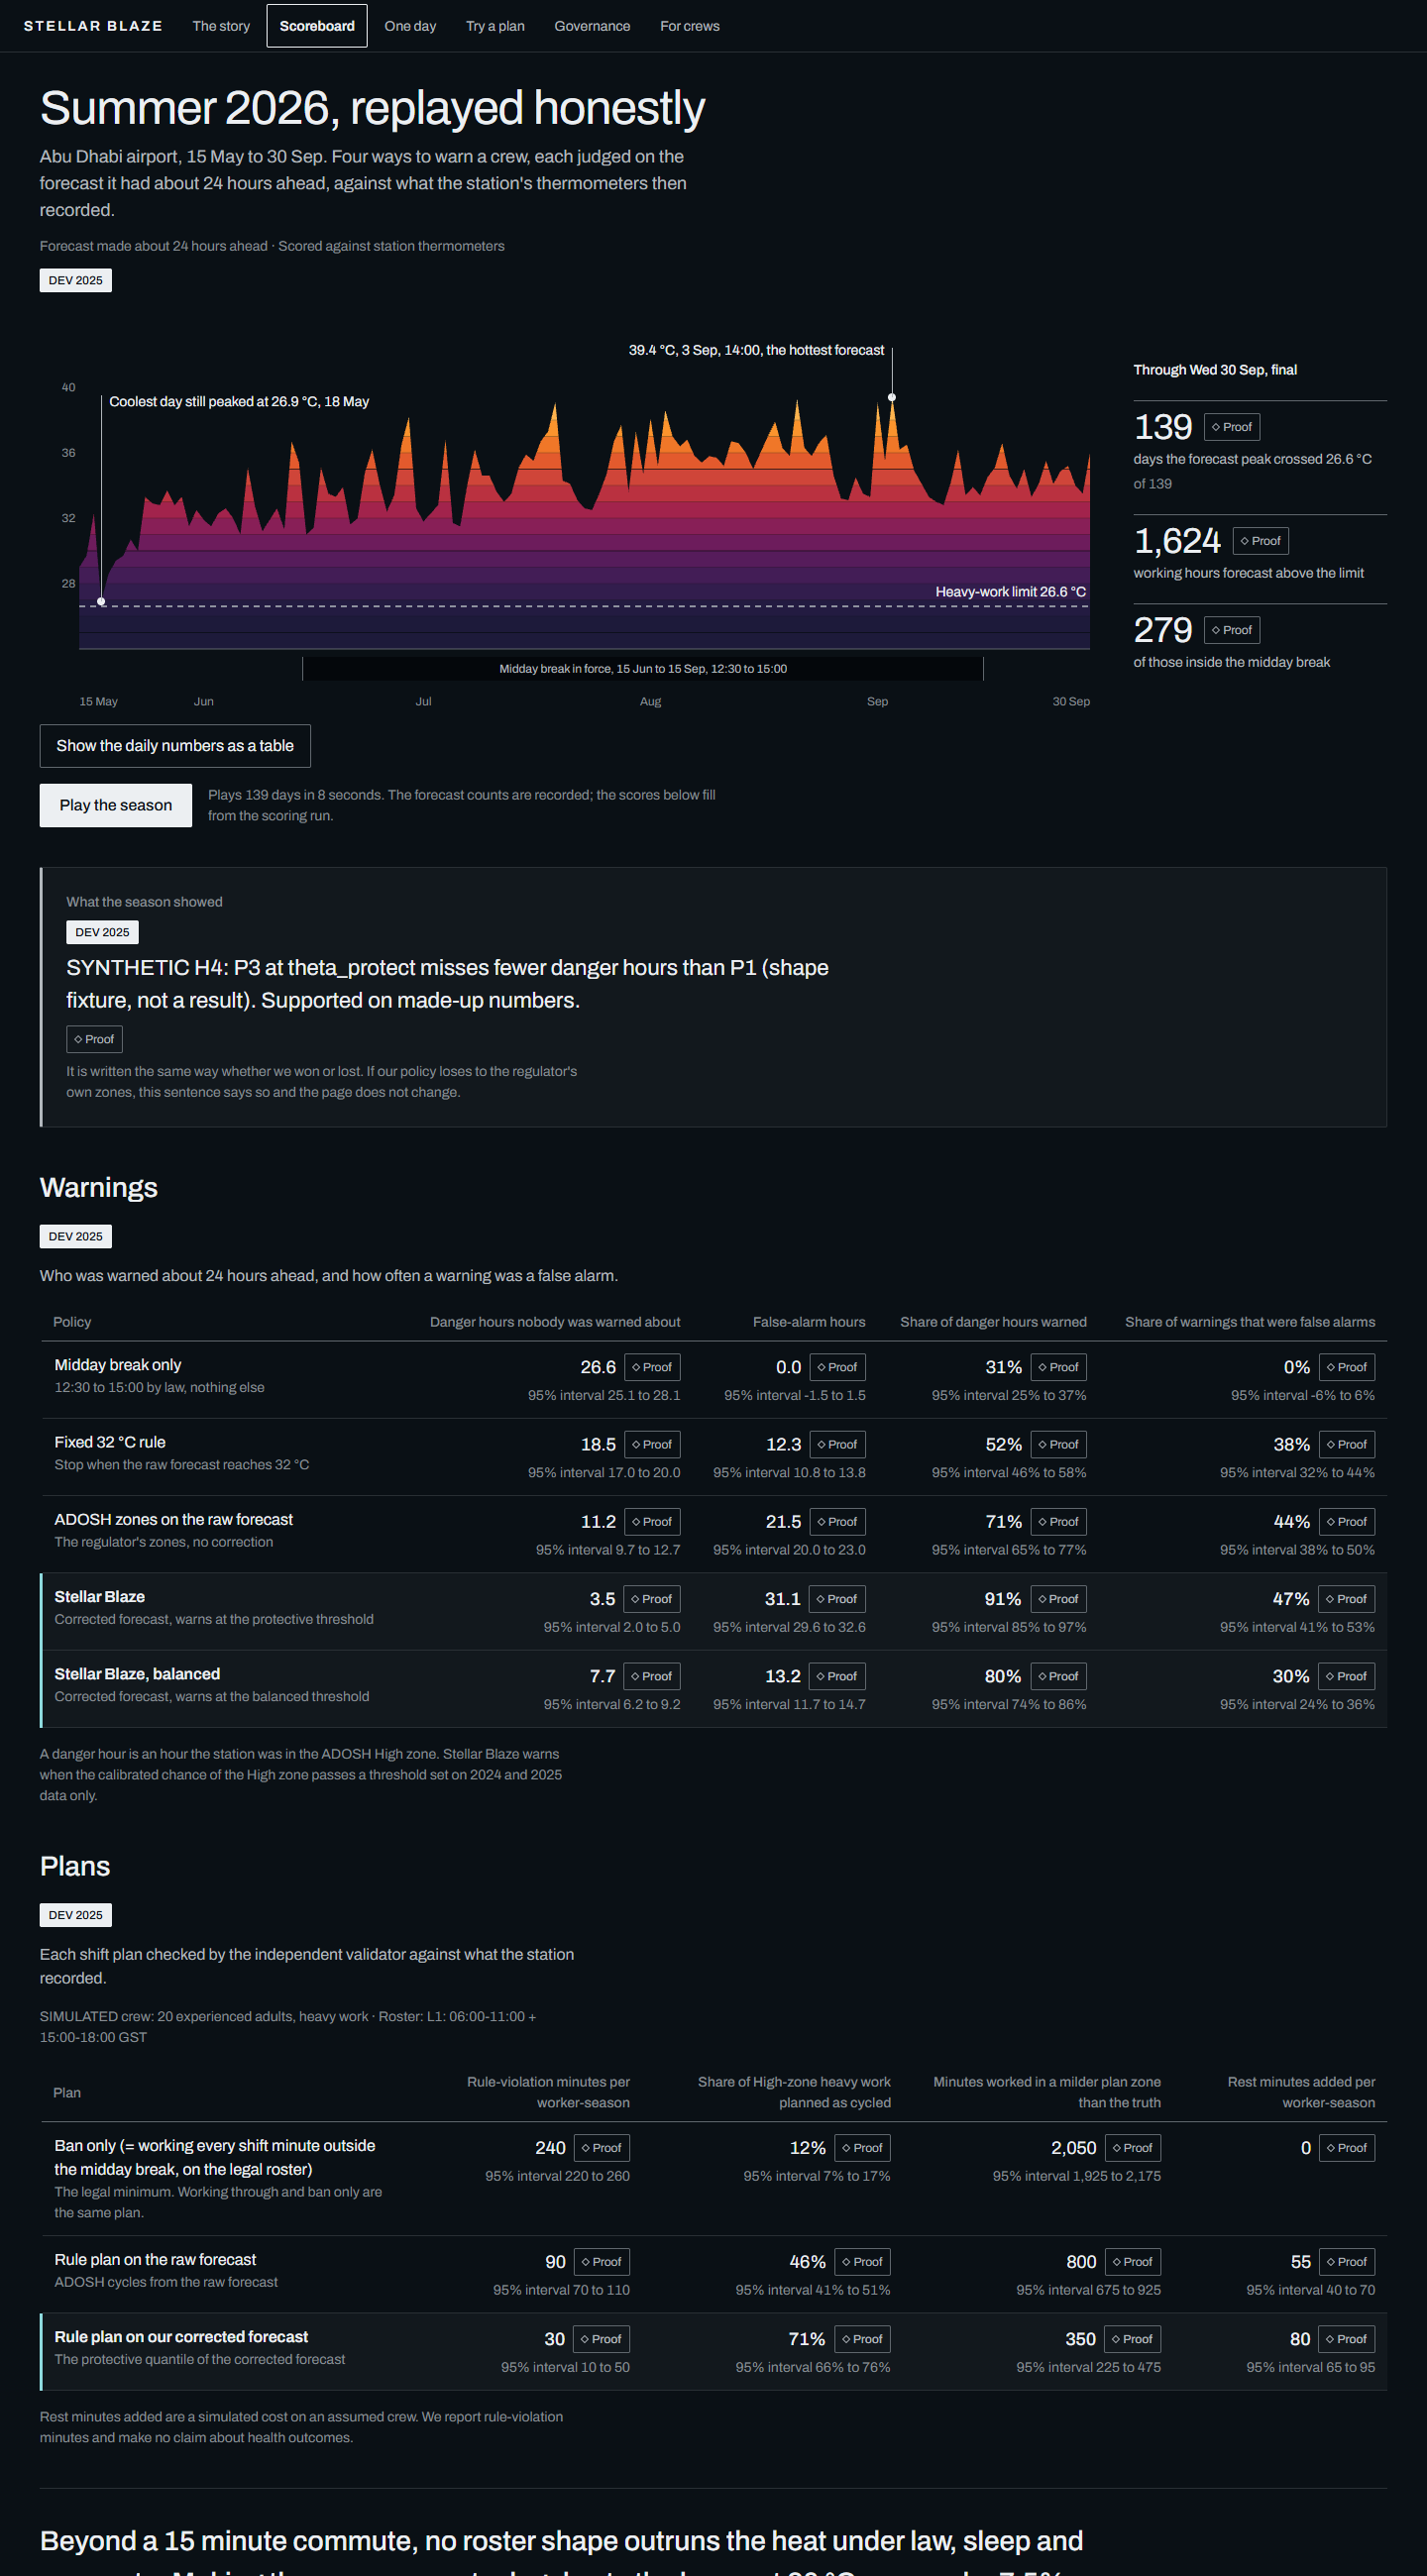 STELLAR BLAZE The story Scoreboard One day Try a plan Governance For crews
Summer 2026, replayed honestly
Abu Dhabi airport, 15 May to 30 Sep. Four ways to warn a crew, each judged on the
forecast it had about 24 hours ahead, against what the station's thermometers then
recorded.
Forecast made about 24 hours ahead · Scored against station thermometers
DEV 2025
39.4 °C, 3 Sep, 14:00, the hottest forecast
Coolest day still peaked at 26.9 °C, 18 May
40
36
32
28
Heavy-work limit 26.6 °C
Midday break in force, 15 Jun to 15 Sep, 12:30 to 15:00
15 May Jun Jul Aug Sep 30 Sep
Through Wed 30 Sep, final
139 ◇ Proof
days the forecast peak crossed 26.6 °C
of 139
1,624 ◇ Proof
working hours forecast above the limit
279 ◇ Proof
of those inside the midday break
Show the daily numbers as a table
Play the season
Plays 139 days in 8 seconds. The forecast counts are recorded; the scores below fill
from the scoring run.
What the season showed
DEV 2025
SYNTHETIC H4: P3 at theta_protect misses fewer danger hours than P1 (shape
fixture, not a result). Supported on made-up numbers.
◇ Proof
It is written the same way whether we won or lost. If our policy loses to the regulator's
own zones, this sentence says so and the page does not change.
Warnings
DEV 2025
Who was warned about 24 hours ahead, and how often a warning was a false alarm.
Policy Danger hours nobody was warned about False-alarm hours Share of danger hours warned Share of warnings that were false alarms
Midday break only 26.6 ◇ Proof 0.0 ◇ Proof 31% ◇ Proof 0% ◇ Proof
12:30 to 15:00 by law, nothing else 95% interval 25.1 to 28.1 95% interval -1.5 to 1.5 95% interval 25% to 37% 95% interval -6% to 6%
Fixed 32 °C rule 18.5 ◇ Proof 12.3 ◇ Proof 52% ◇ Proof 38% ◇ Proof
Stop when the raw forecast reaches 32 °C 95% interval 17.0 to 20.0 95% interval 10.8 to 13.8 95% interval 46% to 58% 95% interval 32% to 44%
ADOSH zones on the raw forecast 11.2 ◇ Proof 21.5 ◇ Proof 71% ◇ Proof 44% ◇ Proof
The regulator's zones, no correction 95% interval 9.7 to 12.7 95% interval 20.0 to 23.0 95% interval 65% to 77% 95% interval 38% to 50%
Stellar Blaze 3.5 ◇ Proof 31.1 ◇ Proof 91% ◇ Proof 47% ◇ Proof
Corrected forecast, warns at the protective threshold 95% interval 2.0 to 5.0 95% interval 29.6 to 32.6 95% interval 85% to 97% 95% interval 41% to 53%
Stellar Blaze, balanced 7.7 ◇ Proof 13.2 ◇ Proof 80% ◇ Proof 30% ◇ Proof
Corrected forecast, warns at the balanced threshold 95% interval 6.2 to 9.2 95% interval 11.7 to 14.7 95% interval 74% to 86% 95% interval 24% to 36%
A danger hour is an hour the station was in the ADOSH High zone. Stellar Blaze warns
when the calibrated chance of the High zone passes a threshold set on 2024 and 2025
data only.
Plans
DEV 2025
Each shift plan checked by the independent validator against what the station
recorded.
SIMULATED crew: 20 experienced adults, heavy work · Roster: L1: 06:00-11:00 +
15:00-18:00 GST
Plan Rule-violation minutes per worker-season Share of High-zone heavy work planned as cycled Minutes worked in a milder plan zone than the truth Rest minutes added per worker-season
Ban only (= working every shift minute outside 240 ◇ Proof 12% ◇ Proof 2,050 ◇ Proof 0 ◇ Proof
the midday break, on the legal roster) 95% interval 220 to 260 95% interval 7% to 17% 95% interval 1,925 to 2,175
The legal minimum. Working through and ban only are
the same plan.
Rule plan on the raw forecast 90 ◇ Proof 46% ◇ Proof 800 ◇ Proof 55 ◇ Proof
ADOSH cycles from the raw forecast 95% interval 70 to 110 95% interval 41% to 51% 95% interval 675 to 925 95% interval 40 to 70
Rule plan on our corrected forecast 30 ◇ Proof 71% ◇ Proof 350 ◇ Proof 80 ◇ Proof
The protective quantile of the corrected forecast 95% interval 10 to 50 95% interval 66% to 76% 95% interval 225 to 475 95% interval 65 to 95
Rest minutes added are a simulated cost on an assumed crew. We report rule-violation
minutes and make no claim about health outcomes.
Beyond a 15 minute commute, no roster shape outruns the heat under law, sleep and